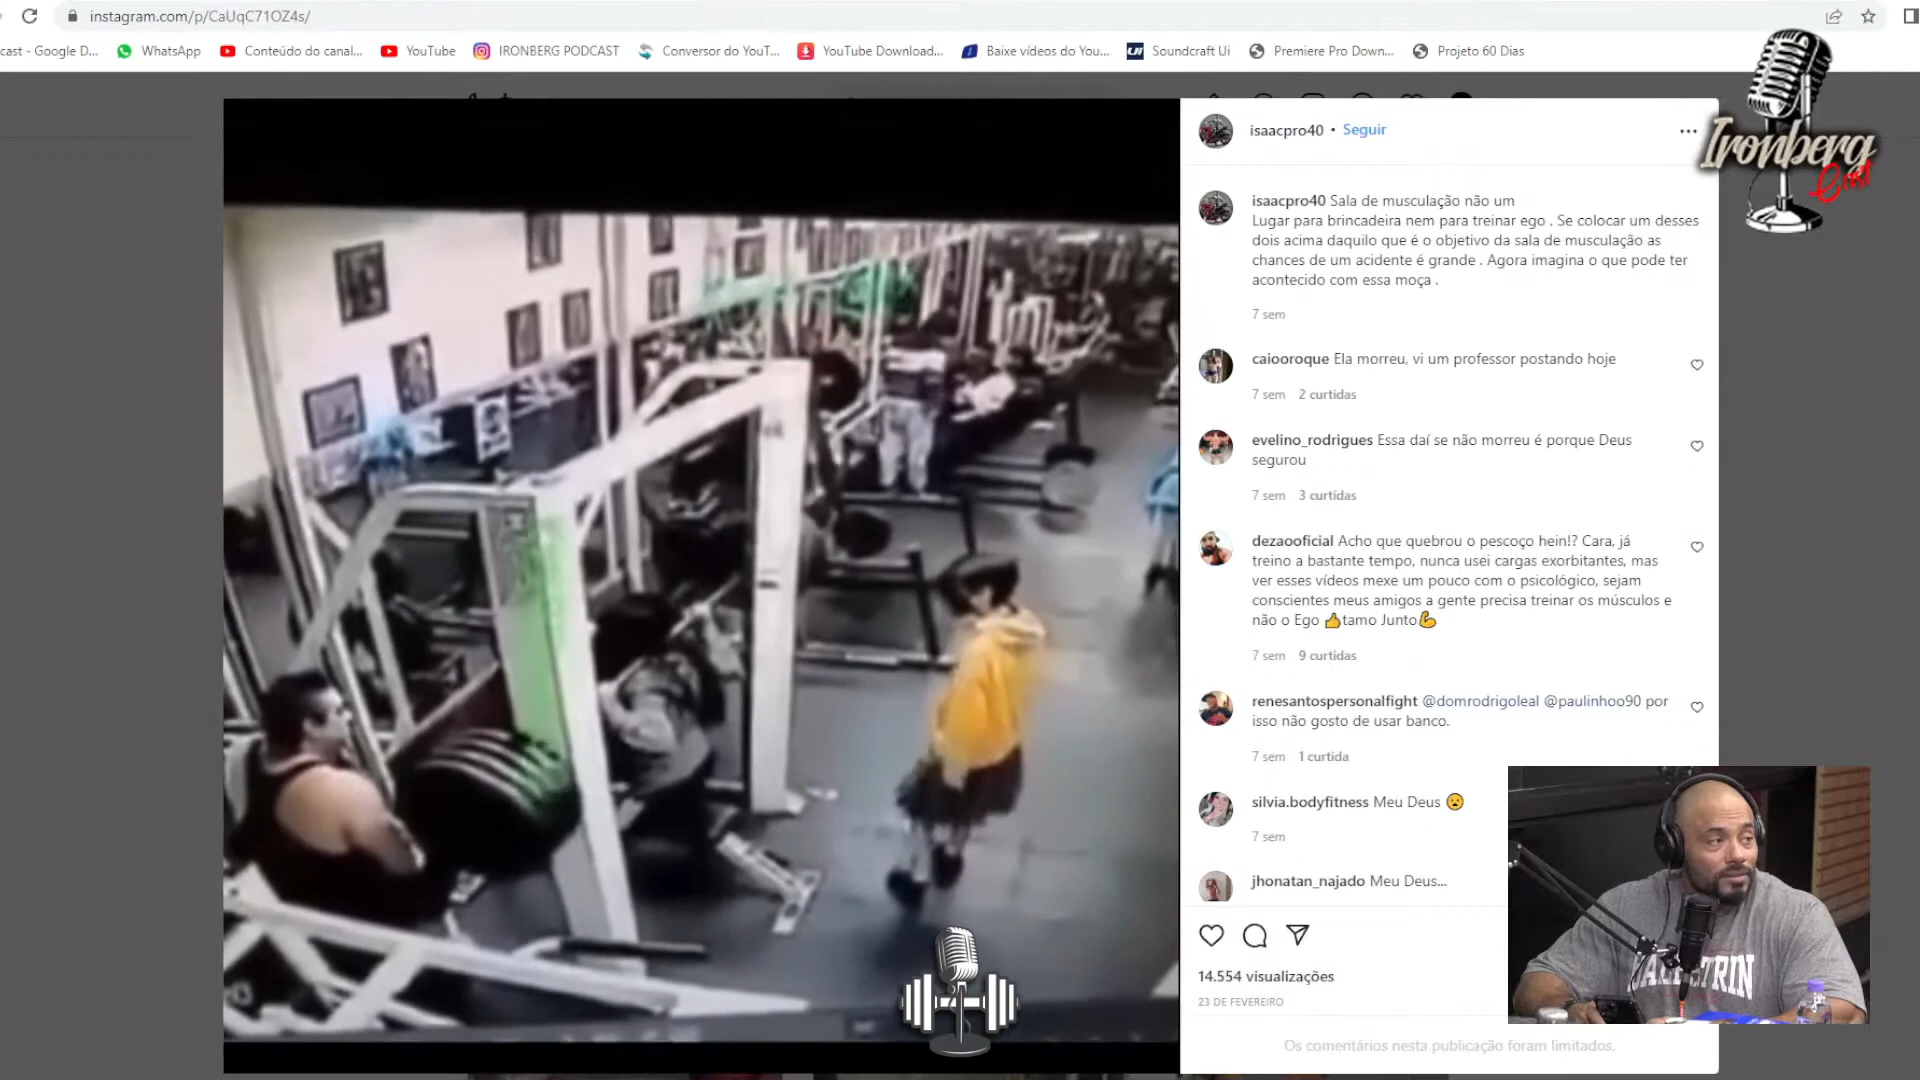 instagram.com/p/CaUqC71OZ4s/
cast - Google D...
WhatsApp
Conteúdo do canal...
YouTube
IRONBERG PODCAST
Conversor do YouT...
YouTube Download...
Baixe vídeos do You...
Soundcraft Ui
Premiere Pro Down...
Projeto 60 Dias
Ironberg
Cast
isaacpro40 • Seguir
isaacpro40 Sala de musculação não um
Lugar para brincadeira nem para treinar ego . Se colocar um desses
dois acima daquilo que é o objetivo da sala de musculação as
chances de um acidente é grande . Agora imagina o que pode ter
acontecido com essa moça .
7 sem
caiooroque Ela morreu, vi um professor postando hoje
7 sem 2 curtidas
evelino_rodrigues Essa daí se não morreu é porque Deus
segurou
7 sem 3 curtidas
dezaooficial Acho que quebrou o pescoço hein!? Cara, já
treino a bastante tempo, nunca usei cargas exorbitantes, mas
ver esses vídeos mexe um pouco com o psicológico, sejam
conscientes meus amigos a gente precisa treinar os músculos e
não o Ego 👍tamo Junto💪
7 sem 9 curtidas
renesantospersonalfight @domrodrigoleal @paulinhoo90 por
isso não gosto de usar banco.
7 sem 1 curtida
silvia.bodyfitness Meu Deus 😧
7 sem
jhonatan_najado Meu Deus...
14.554 visualizações
23 DE FEVEREIRO
Os comentários nesta publicação foram limitados.